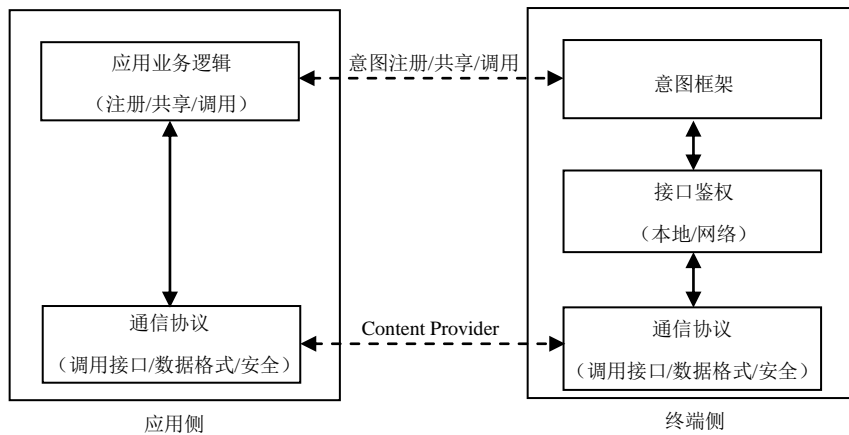 应用业务逻辑
（注册/共享/调用）
意图注册/共享/调用
意图框架
接口鉴权
（本地/网络）
通信协议
（调用接口/数据格式/安全）
Content Provider
通信协议
（调用接口/数据格式/安全）
应用侧
终端侧